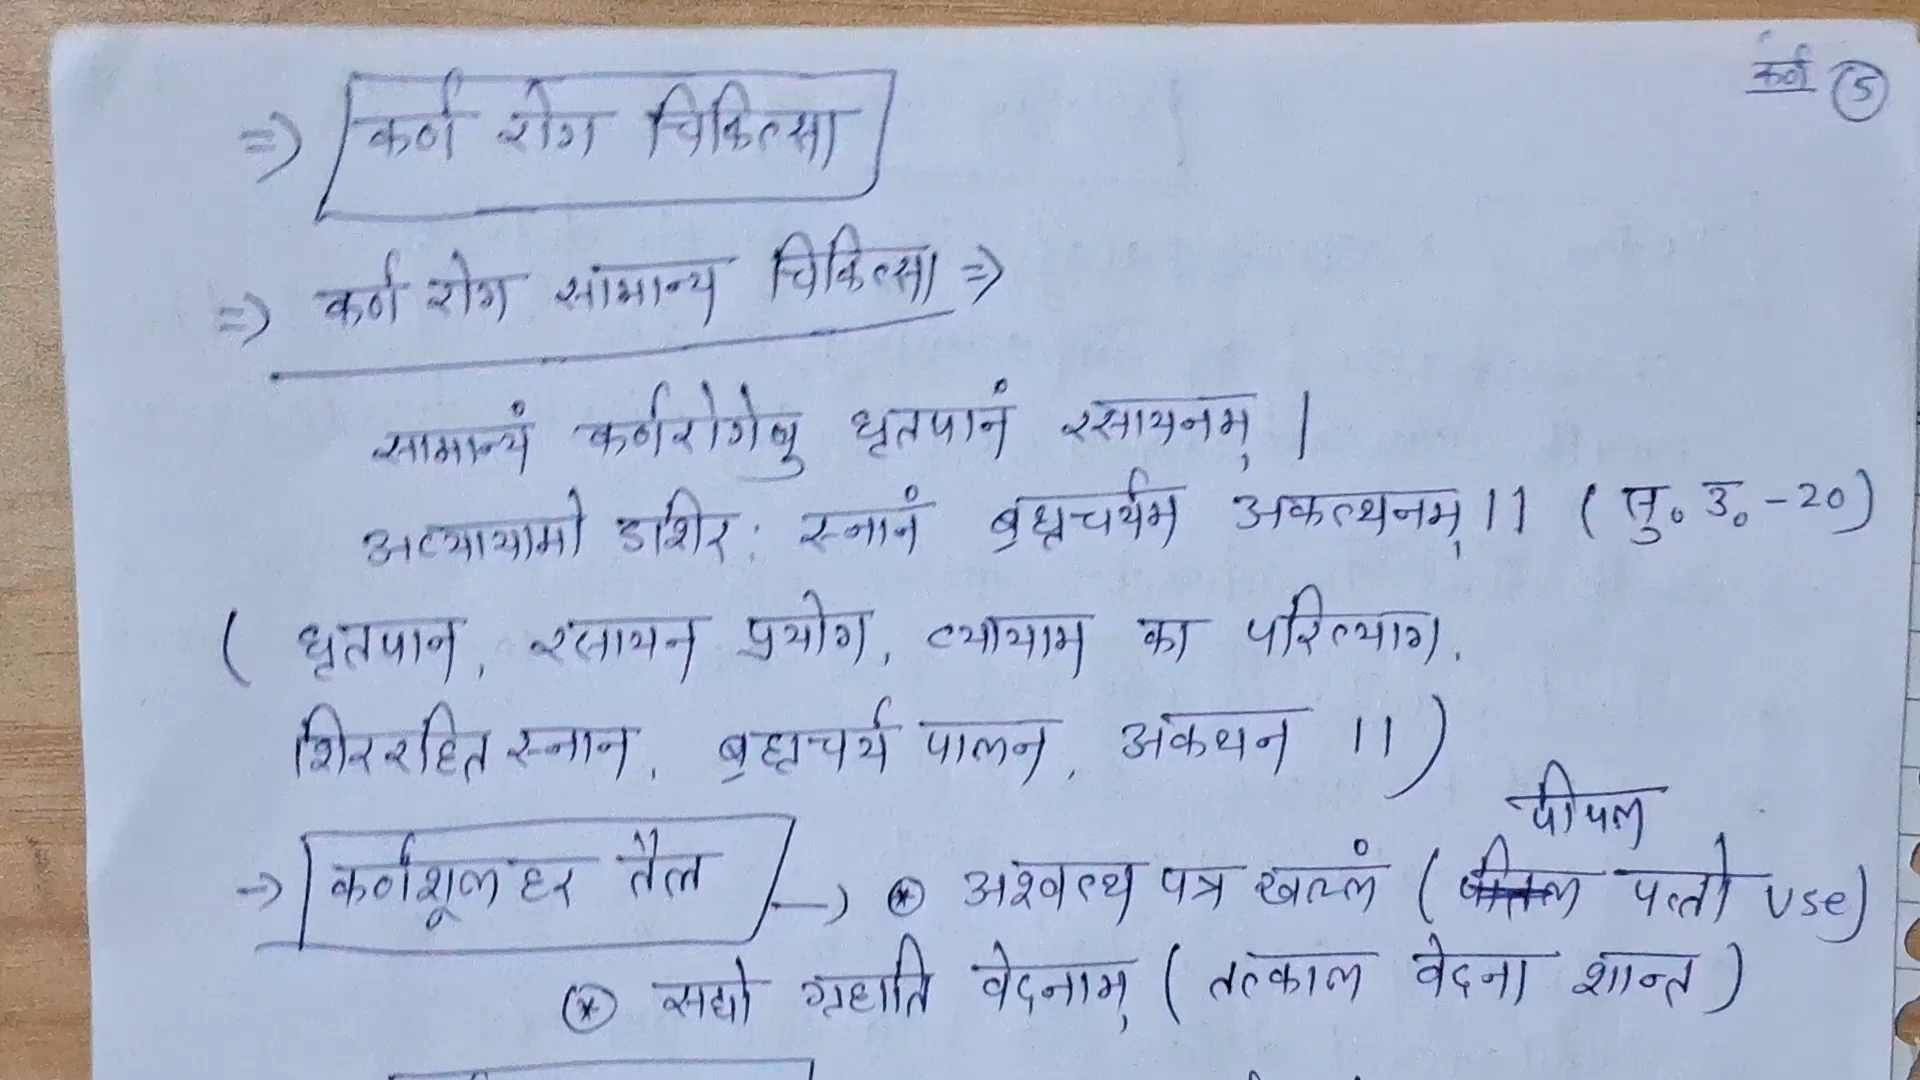 कर्ण ⑤
=> कर्ण रोग चिकित्सा
=> कर्ण रोग सामान्य चिकित्सा =>
सामान्यं कर्णरोगेषु धृतपानं रसायनम् |
अव्यायामो ऽशिर: स्नानं ब्रह्मचर्यम अकत्थनम् ।। ( सु. उ. -20)
( धृतपान, रसायन प्रयोग, व्यायाम का परित्याग,
शिररहित स्नान, ब्रह्मचर्य पालन, अकथन ।। )
पीपल
-> कर्णशूल हर तैल -> ⊛ अश्वत्थ पत्र खल्लं ( पत्तो use)
⊛ सद्यो गृहाति वेदनाम् ( तत्काल वेदना शान्त )